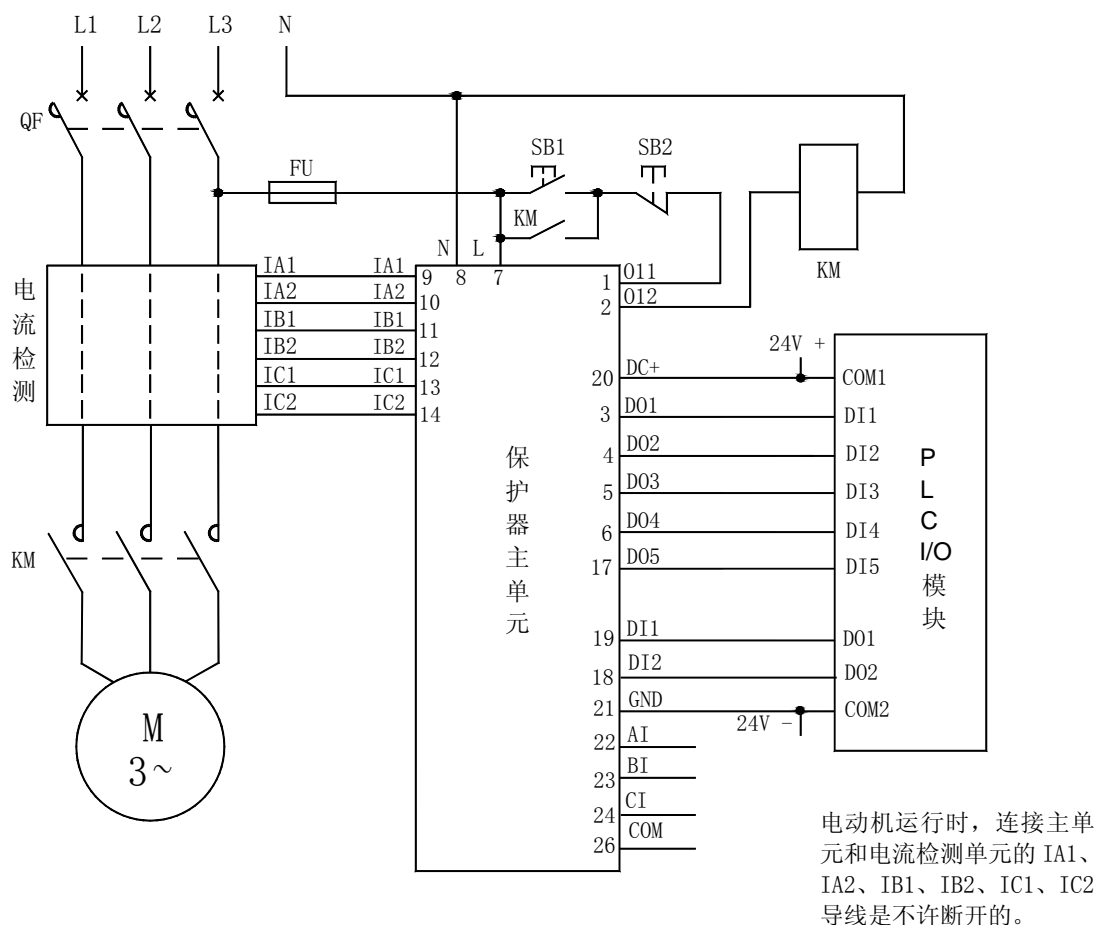 L1 L2 L3 N
QF
SB1 SB2
FU
KM
KM
N L
9 8 7
电流检测
IA1 IA1
IA2 IA2 10
IB1 IB1 11
IB2 IB2 12
IC1 IC1 13
IC2 IC2 14
1 O11
2 O12
保护器主单元
24V +
20 DC+ COM1
3 DO1 DI1
4 DO2 DI2
5 DO3 DI3
6 DO4 DI4
17 DO5 DI5
PLC I/O模块
19 DI1 DO1
18 DI2 DO2
21 GND COM2
24V -
22 AI
23 BI
24 CI
26 COM
KM
M
3~
电动机运行时，连接主单
元和电流检测单元的 IA1、
IA2、IB1、IB2、IC1、IC2
导线是不许断开的。